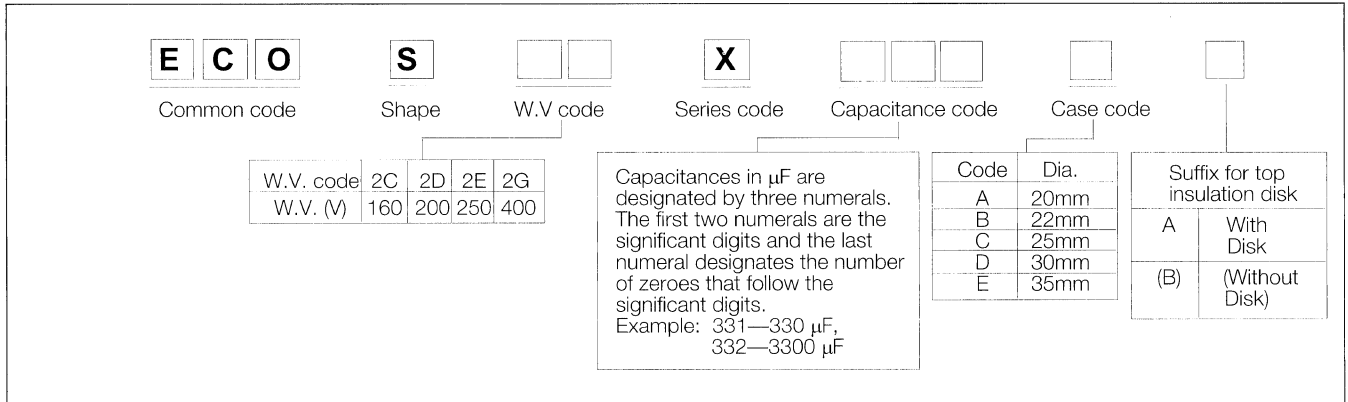 E C O S X
Common code Shape W.V code Series code Capacitance code Case code
W.V. code 2C 2D 2E 2G
W.V. (V) 160 200 250 400
Capacitances in µF are
designated by three numerals.
The first two numerals are the
significant digits and the last
numeral designates the number
of zeroes that follow the
significant digits.
Example: 331—330 µF,
332—3300 µF
Code Dia.
A 20mm
B 22mm
C 25mm
D 30mm
E 35mm
Suffix for top
insulation disk
A With
Disk
(B) (Without
Disk)